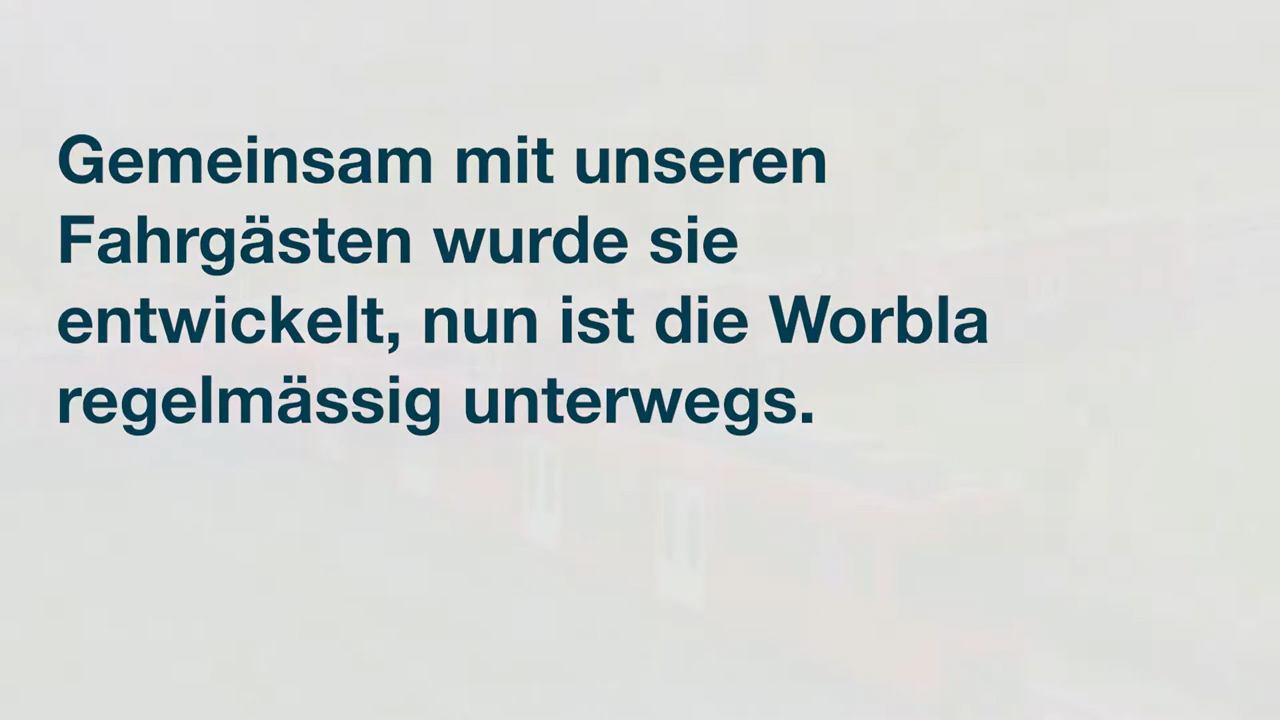 Gemeinsam mit unseren
Fahrgästen wurde sie
entwickelt, nun ist die Worbla
regelmässig unterwegs.